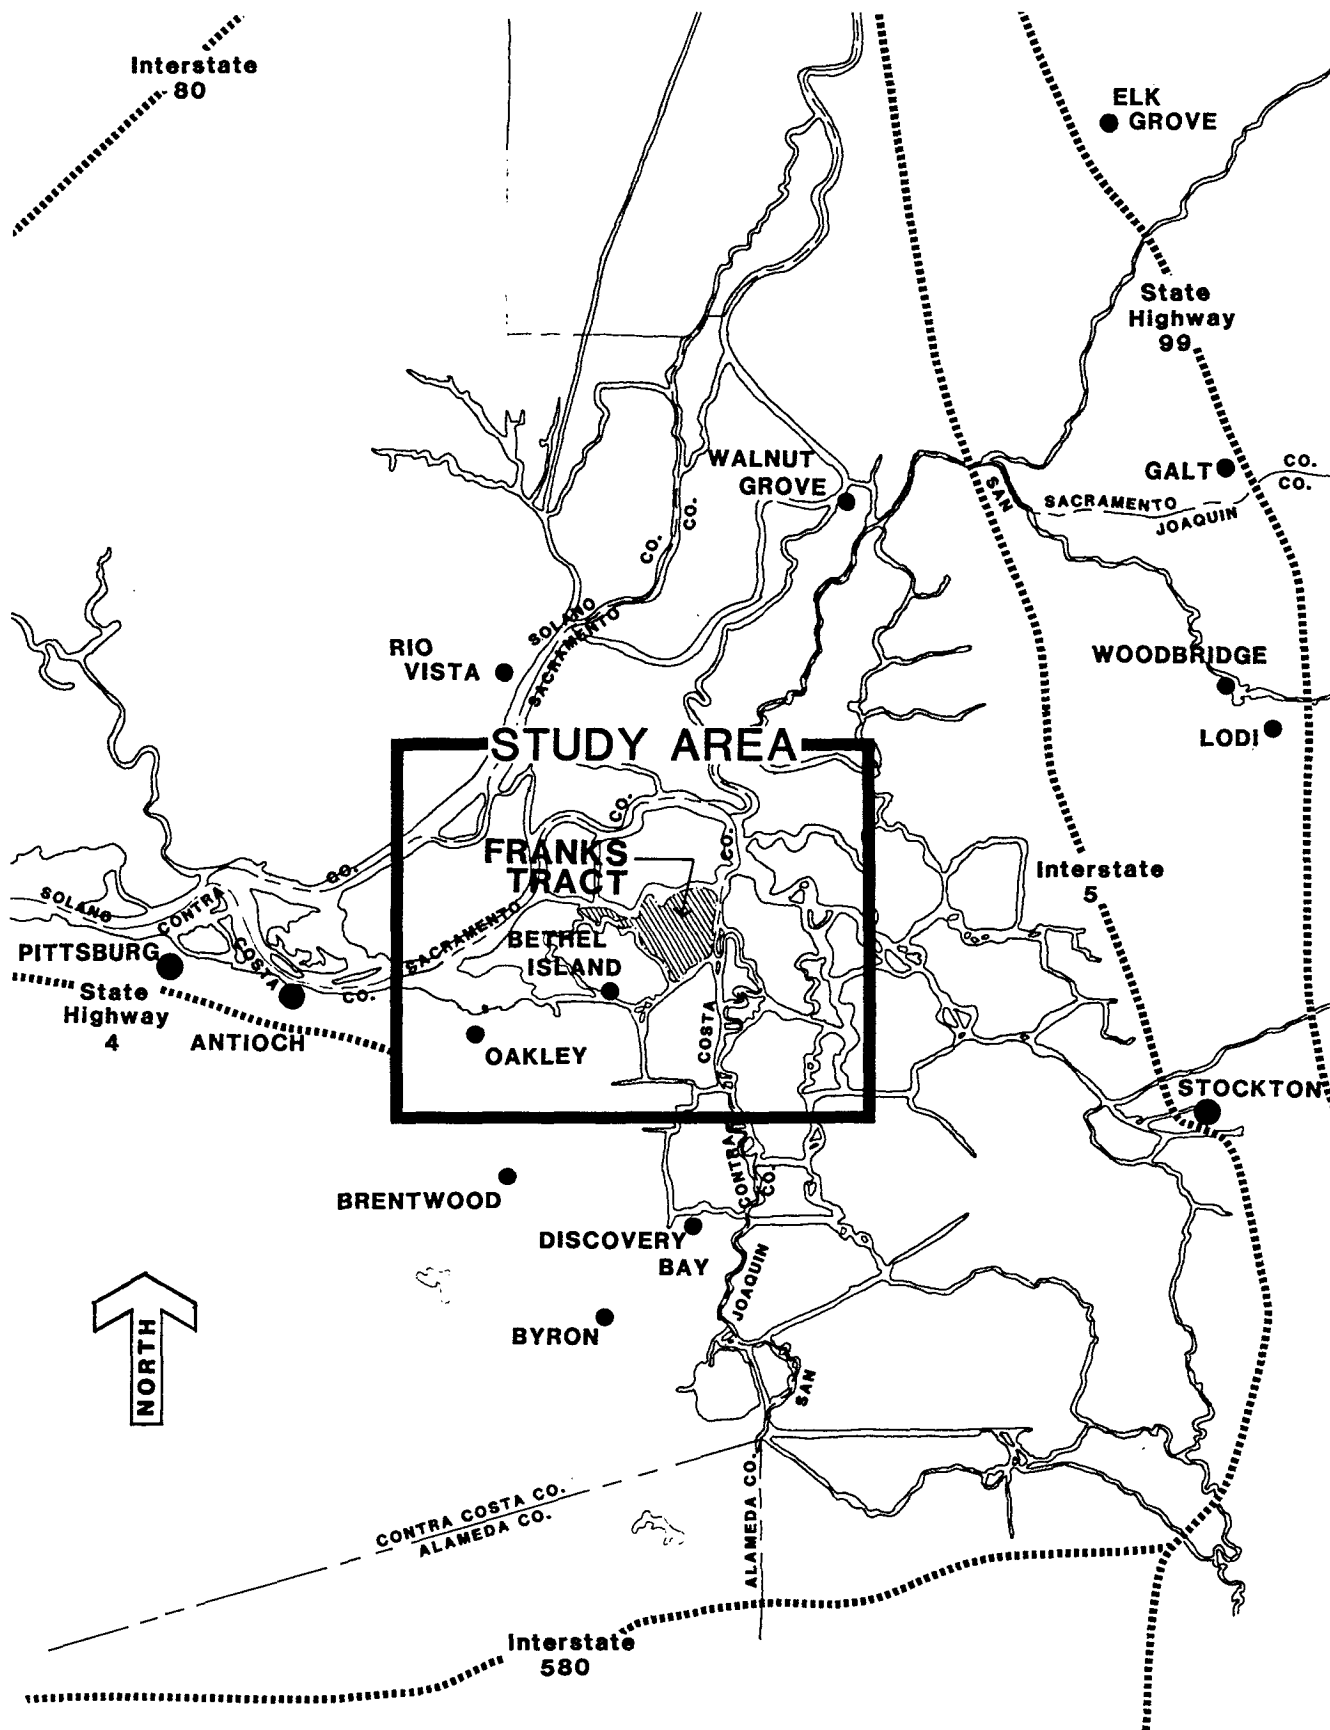 Interstate
80
ELK
GROVE
State
Highway
99
WALNUT
GROVE
GALT
CO.
CO.
SAN
SACRAMENTO
JOAQUIN
CO.
CO.
SOLANO
SACRAMENTO
RIO
VISTA
WOODBRIDGE
LODI
STUDY AREA
CO.
CO.
FRANKS
TRACT
Interstate
5
CO.
SOLANO
CONTRA
COSTA
CO.
SACRAMENTO
PITTSBURG
BETHEL
ISLAND
State
Highway
4
ANTIOCH
OAKLEY
COSTA
CO.
STOCKTON
CONTRA
CO.
BRENTWOOD
DISCOVERY
BAY
JOAQUIN
SAN
BYRON
NORTH
CONTRA COSTA CO.
ALAMEDA CO.
ALAMEDA CO.
Interstate
580